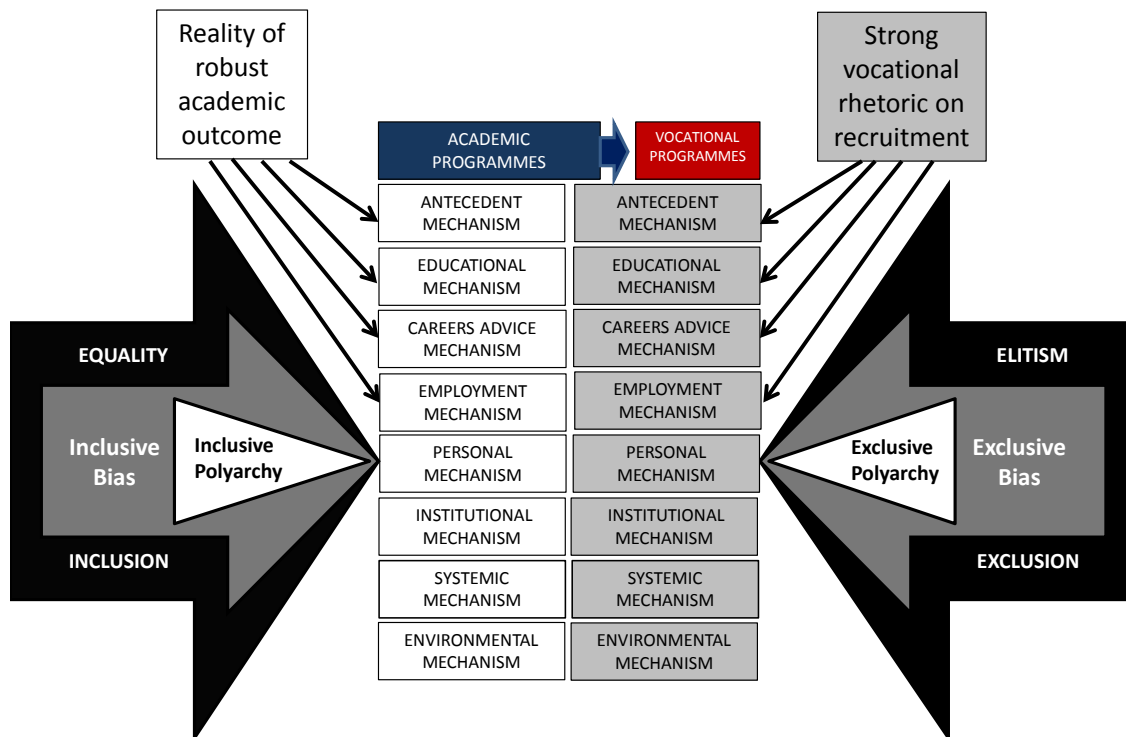 Reality of
robust
academic
outcome
Strong
vocational
rhetoric on
recruitment
ACADEMIC
PROGRAMMES
VOCATIONAL
PROGRAMMES
ANTECEDENT
MECHANISM
ANTECEDENT
MECHANISM
EDUCATIONAL
MECHANISM
EDUCATIONAL
MECHANISM
CAREERS ADVICE
MECHANISM
CAREERS ADVICE
MECHANISM
EMPLOYMENT
MECHANISM
EMPLOYMENT
MECHANISM
PERSONAL
MECHANISM
PERSONAL
MECHANISM
INSTITUTIONAL
MECHANISM
INSTITUTIONAL
MECHANISM
SYSTEMIC
MECHANISM
SYSTEMIC
MECHANISM
ENVIRONMENTAL
MECHANISM
ENVIRONMENTAL
MECHANISM
EQUALITY
Inclusive
Bias
Inclusive
Polyarchy
INCLUSION
ELITISM
Exclusive
Polyarchy
Exclusive
Bias
EXCLUSION